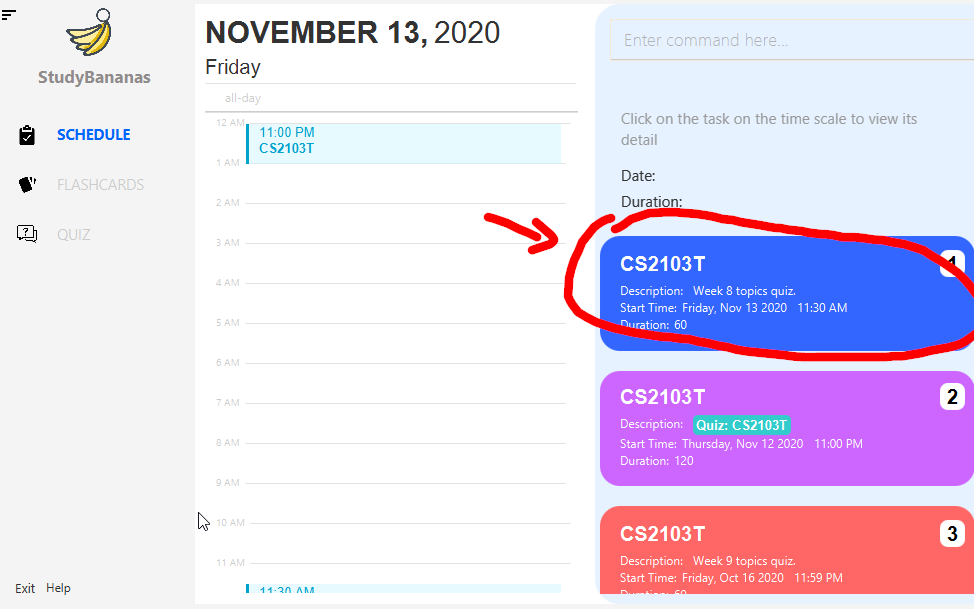 StudyBananas
SCHEDULE
FLASHCARDS
QUIZ
Exit Help
NOVEMBER 13, 2020
Friday
all-day
12 AM
11:00 PM
CS2103T
1 AM
2 AM
3 AM
4 AM
5 AM
6 AM
7 AM
8 AM
9 AM
10 AM
11 AM
11:30 AM
Enter command here...
Click on the task on the time scale to view its
detail
Date:
Duration:
CS2103T 1
Description: Week 8 topics quiz.
Start Time: Friday, Nov 13 2020 11:30 AM
Duration: 60
CS2103T 2
Description: Quiz: CS2103T
Start Time: Thursday, Nov 12 2020 11:00 PM
Duration: 120
CS2103T 3
Description: Week 9 topics quiz.
Start Time: Friday, Oct 16 2020 11:59 PM
Duration: 60